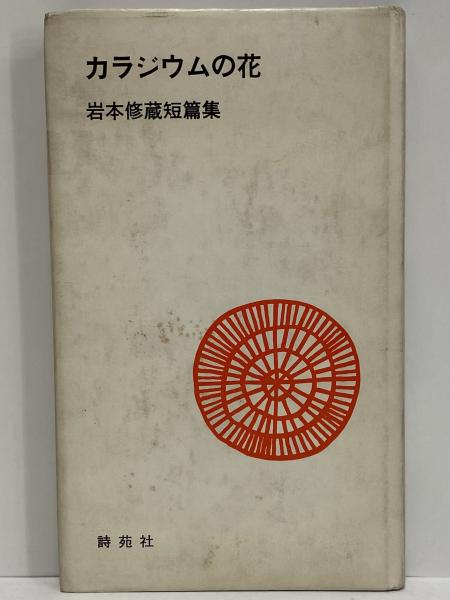 カラジウムの花
岩本修蔵短篇集
詩苑社